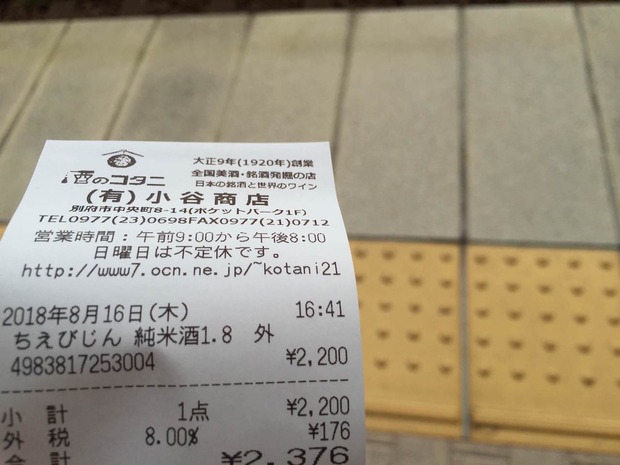 大正9年(1920年)創業
酒のコタニ
全国美酒・銘酒発掘の店
日本の銘酒と世界のワイン
(有)小谷商店
別府市中央町8-14(ポケットパーク1F)
TEL0977(23)0698FAX0977(21)0712
営業時間：午前9:00から午後8:00
日曜日は不定休です。
http://www7.ocn.ne.jp/~kotani21
2018年8月16日(木) 16:41
ちえびじん 純米酒1.8 外
4983817253004 ¥2,200
小 計 1点 ¥2,200
外 税 8.00% ¥176
合 計 ¥2,376